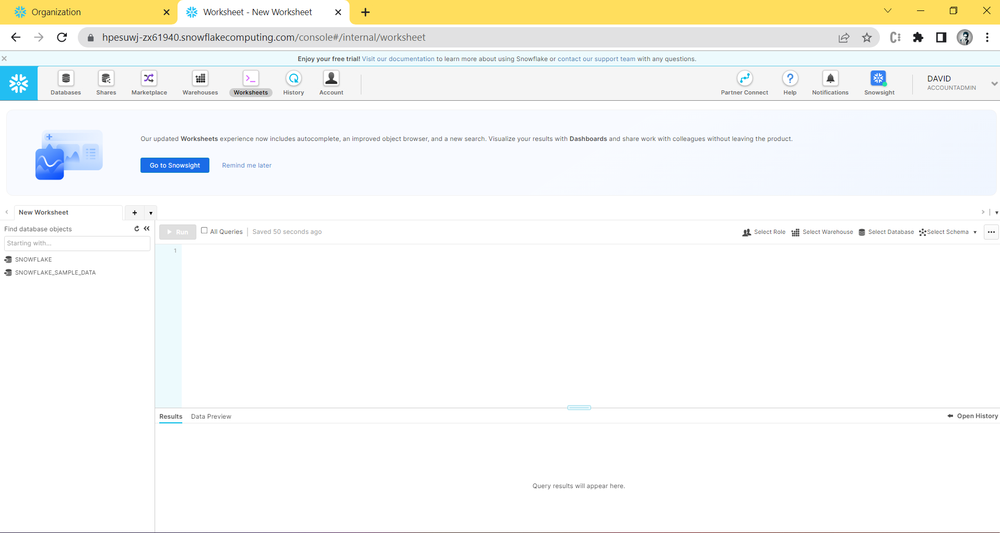 Organization
Worksheet - New Worksheet
hpesuwj-zx61940.snowflakecomputing.com/console#/internal/worksheet
Enjoy your free trial! Visit our documentation to learn more about using Snowflake or contact our support team with any questions.
Databases Shares Marketplace Warehouses Worksheets History Account Partner Connect Help Notifications Snowsight
DAVID
ACCOUNTADMIN
Our updated Worksheets experience now includes autocomplete, an improved object browser, and a new search. Visualize your results with Dashboards and share work with colleagues without leaving the product.
Go to Snowsight Remind me later
New Worksheet
Find database objects
Starting with...
SNOWFLAKE
SNOWFLAKE_SAMPLE_DATA
Run All Queries Saved 50 seconds ago Select Role Select Warehouse Select Database Select Schema
1
Results Data Preview Open History
Query results will appear here.